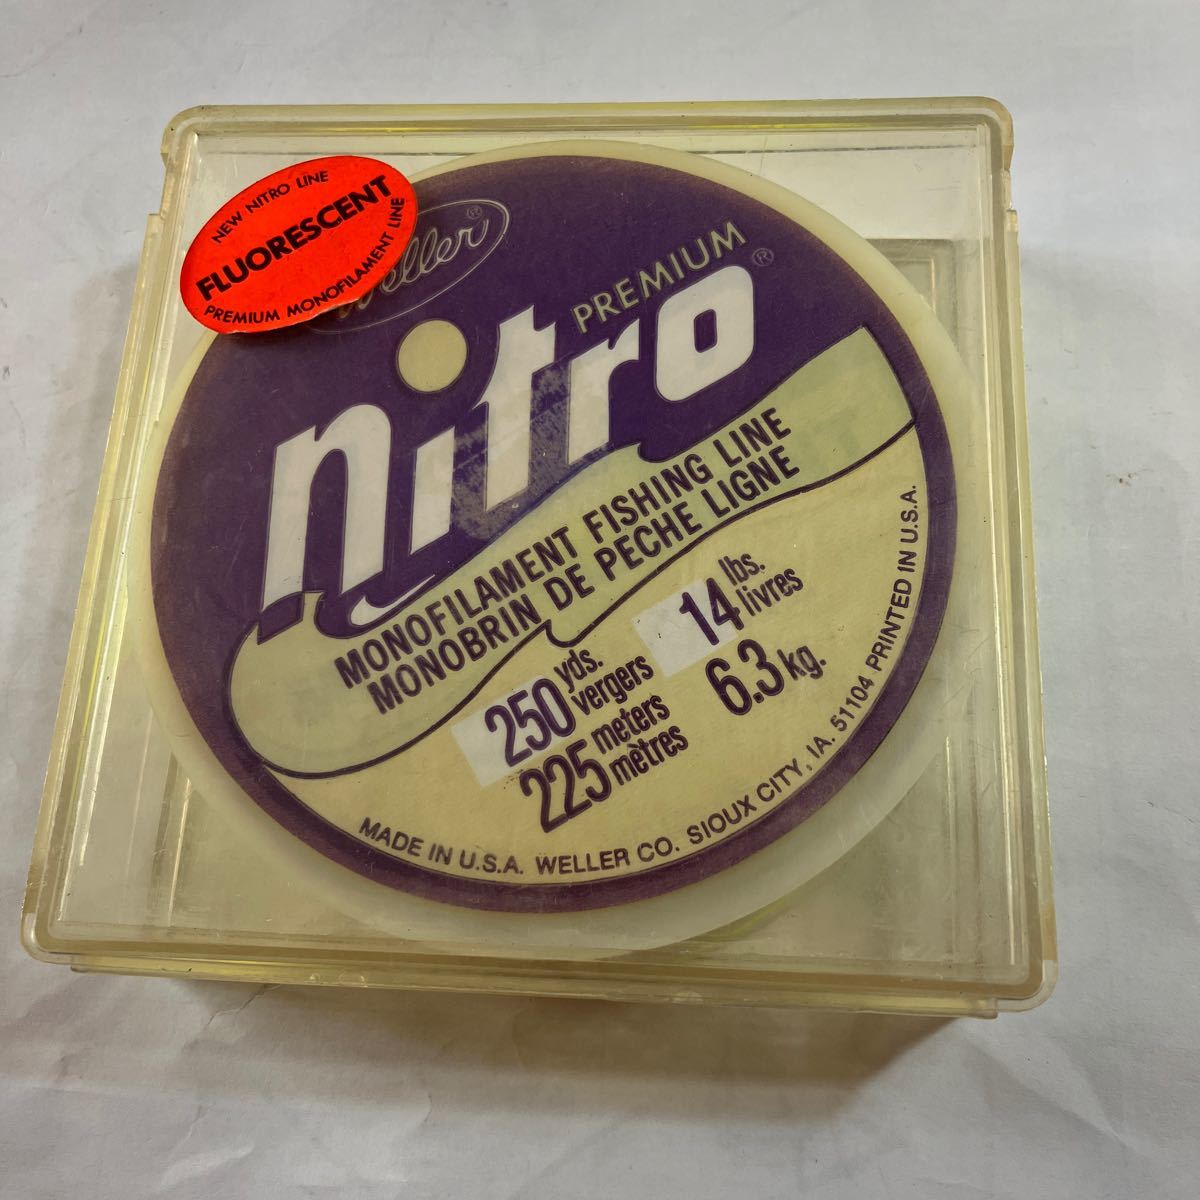 NEW NITRO LINE
FLUORESCENT
PREMIUM MONOFILAMENT LINE
Weller®
PREMIUM
nitro®
MONOFILAMENT FISHING LINE
MONOBRIN DE PECHE LIGNE
250 yds. vergers
225 meters mètres
14 lbs. livres
6.3 kg.
MADE IN U.S.A. WELLER CO. SIOUX CITY, IA. 51104 PRINTED IN U.S.A.